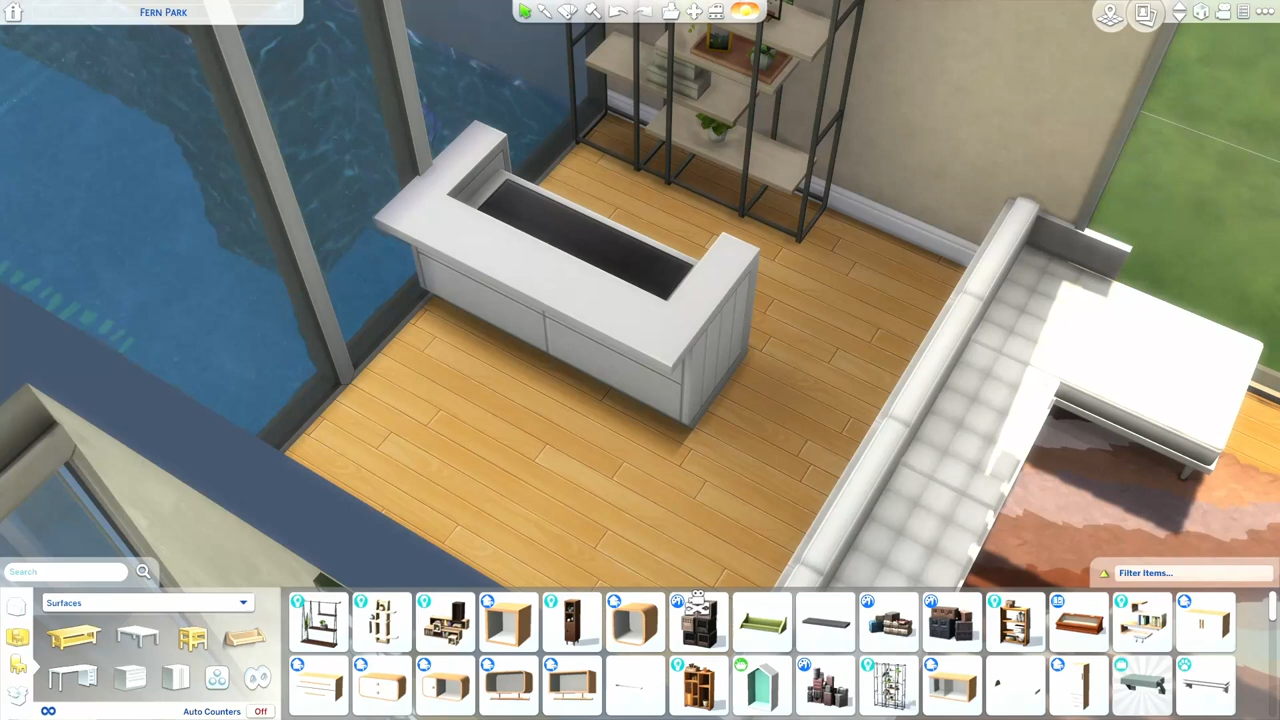 FERN PARK
Search
Filter Items...
Surfaces
Auto Counters
Off